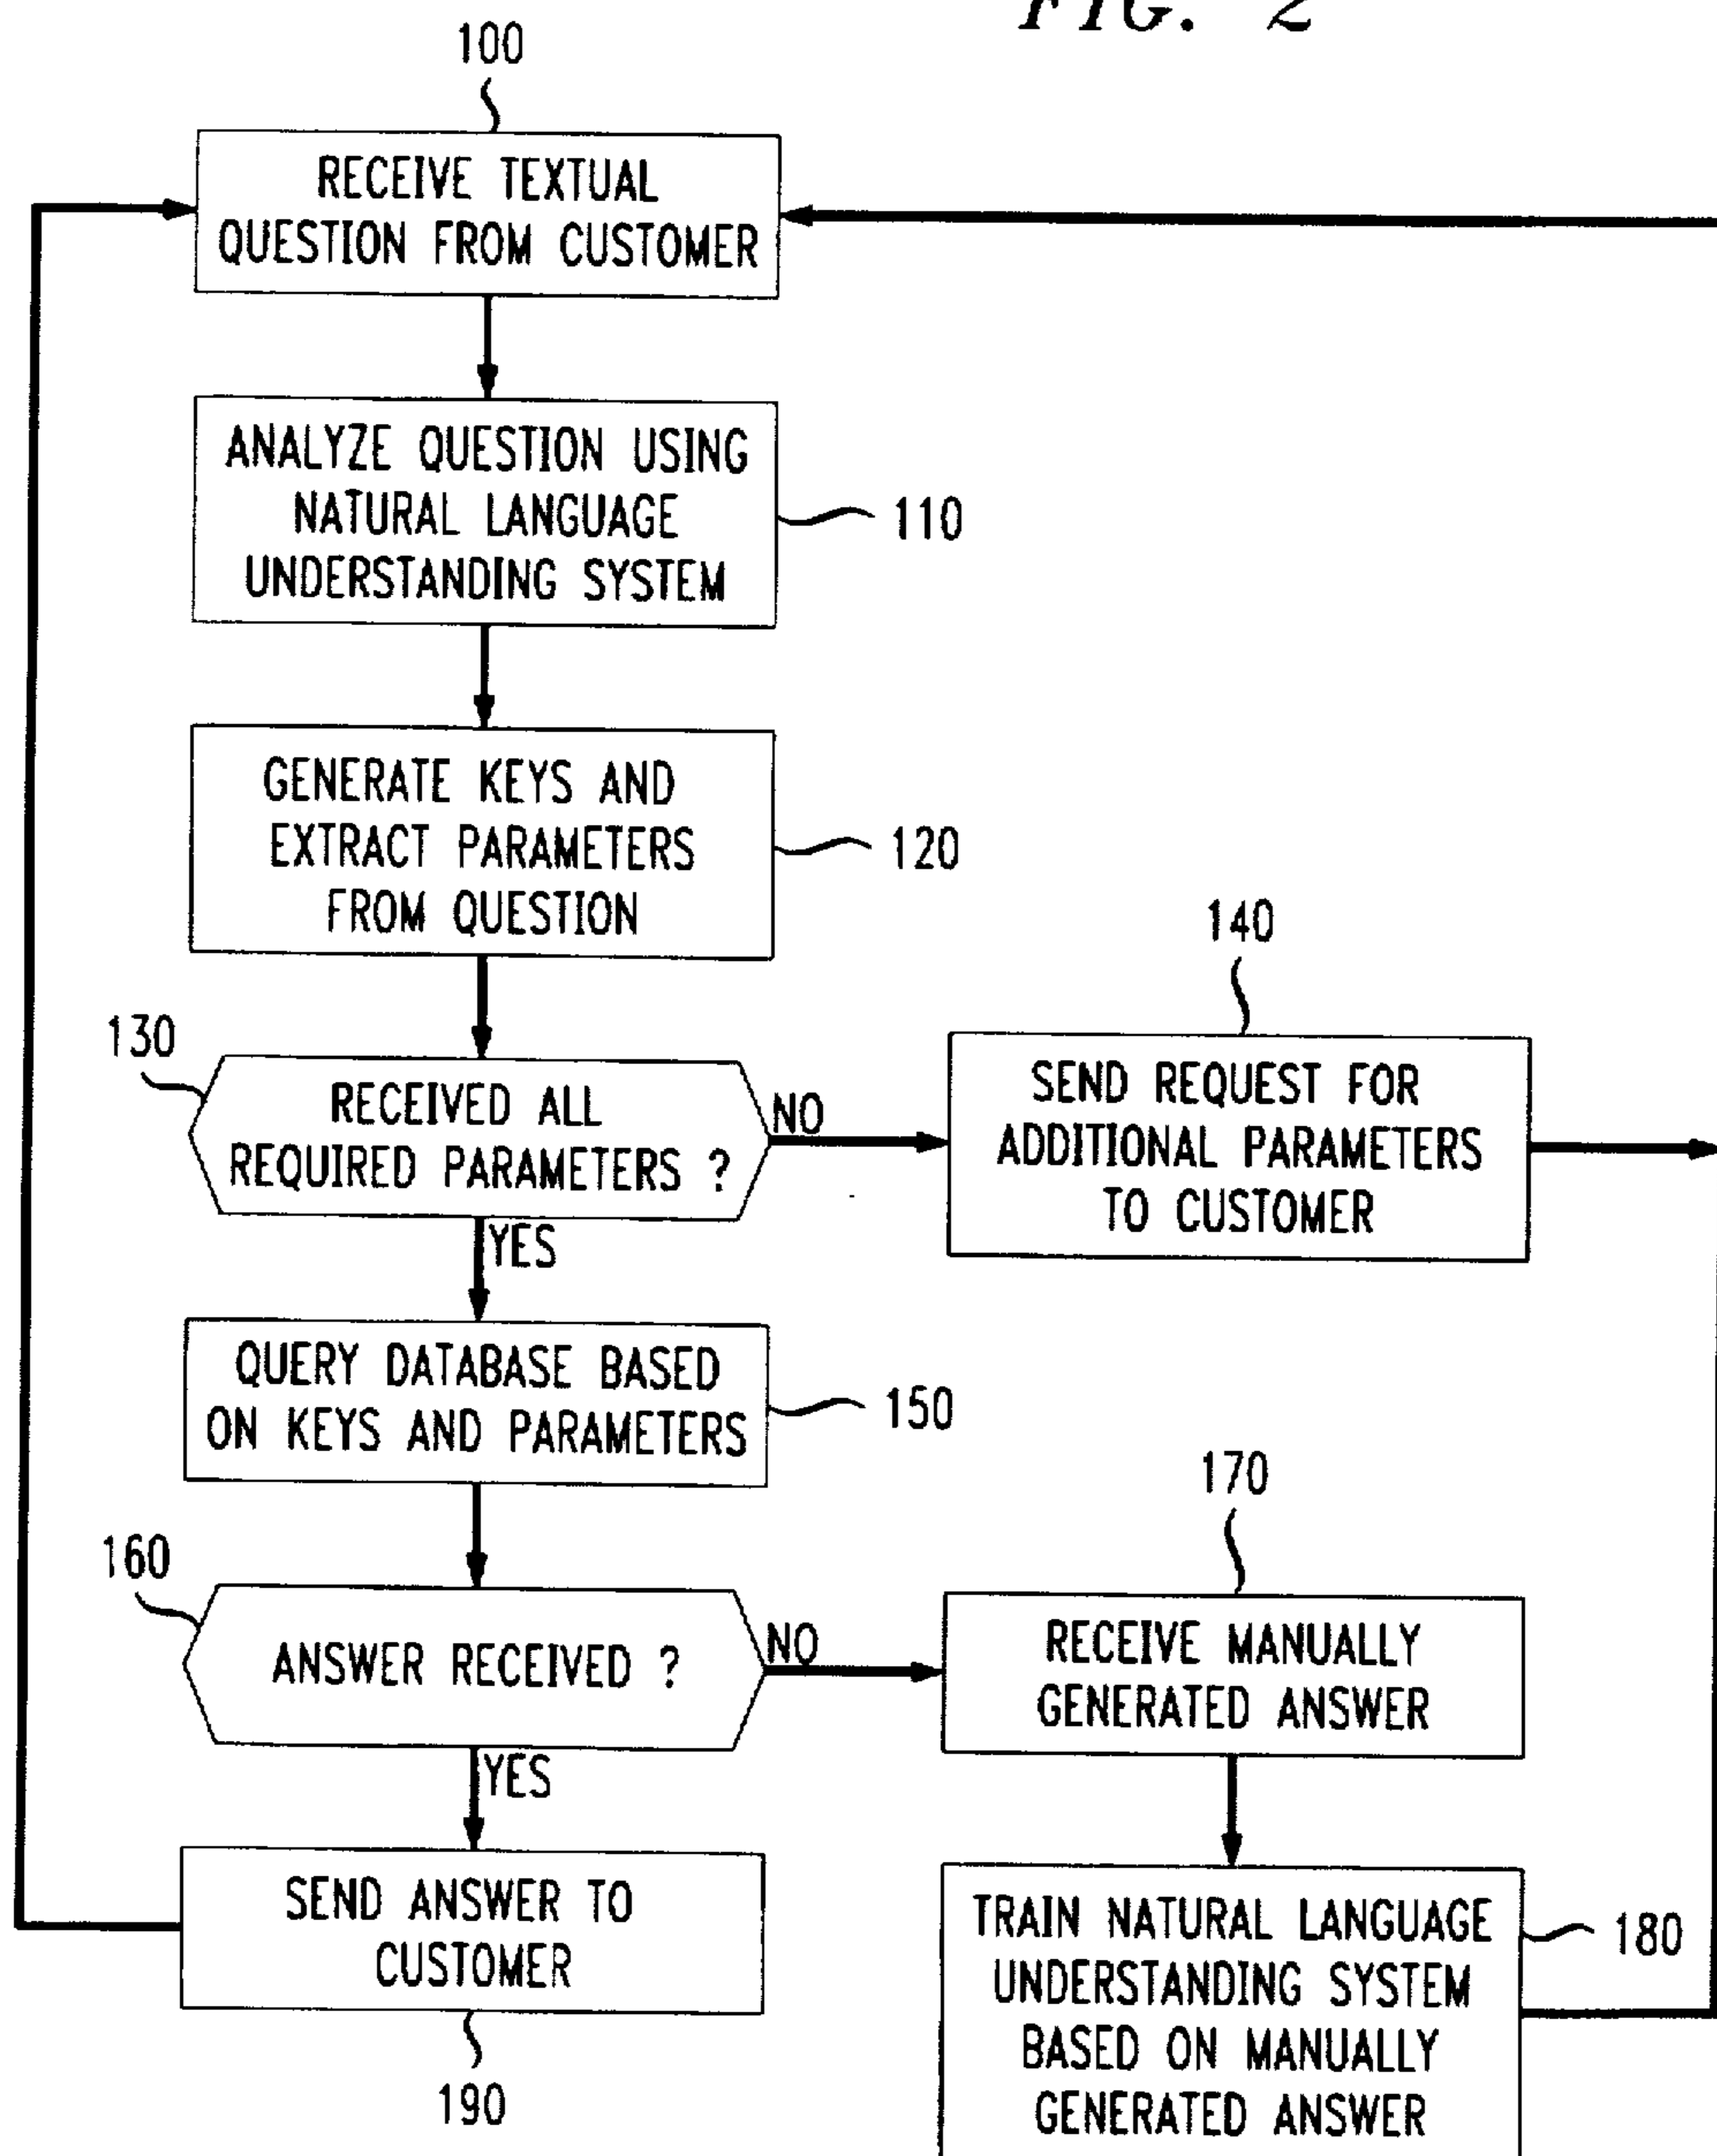 FIG. 2
100
RECEIVE TEXTUAL
QUESTION FROM CUSTOMER
ANALYZE QUESTION USING
NATURAL LANGUAGE
UNDERSTANDING SYSTEM
110
GENERATE KEYS AND
EXTRACT PARAMETERS
FROM QUESTION
120
130
RECEIVED ALL
REQUIRED PARAMETERS ?
NO
YES
140
SEND REQUEST FOR
ADDITIONAL PARAMETERS
TO CUSTOMER
QUERY DATABASE BASED
ON KEYS AND PARAMETERS
150
160
ANSWER RECEIVED ?
NO
YES
170
RECEIVE MANUALLY
GENERATED ANSWER
SEND ANSWER TO
CUSTOMER
190
TRAIN NATURAL LANGUAGE
UNDERSTANDING SYSTEM
BASED ON MANUALLY
GENERATED ANSWER
180